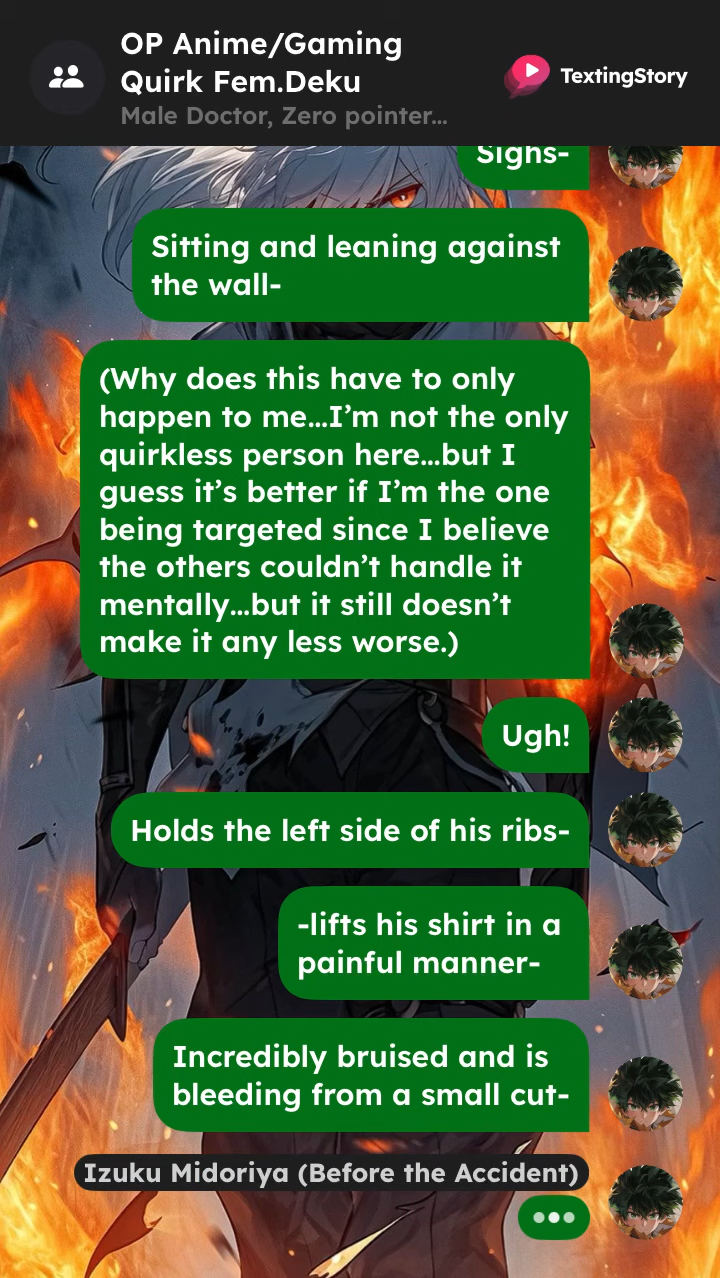 OP Anime/Gaming
Quirk Fem.Deku
Male Doctor, Zero pointer...
TextingStory
Sighs-
Sitting and leaning against
the wall-
(Why does this have to only
happen to me...I’m not the only
quirkless person here...but I
guess it’s better if I’m the one
being targeted since I believe
the others couldn’t handle it
mentally...but it still doesn’t
make it any less worse.)
Ugh!
Holds the left side of his ribs-
-lifts his shirt in a
painful manner-
Incredibly bruised and is
bleeding from a small cut-
Izuku Midoriya (Before the Accident)